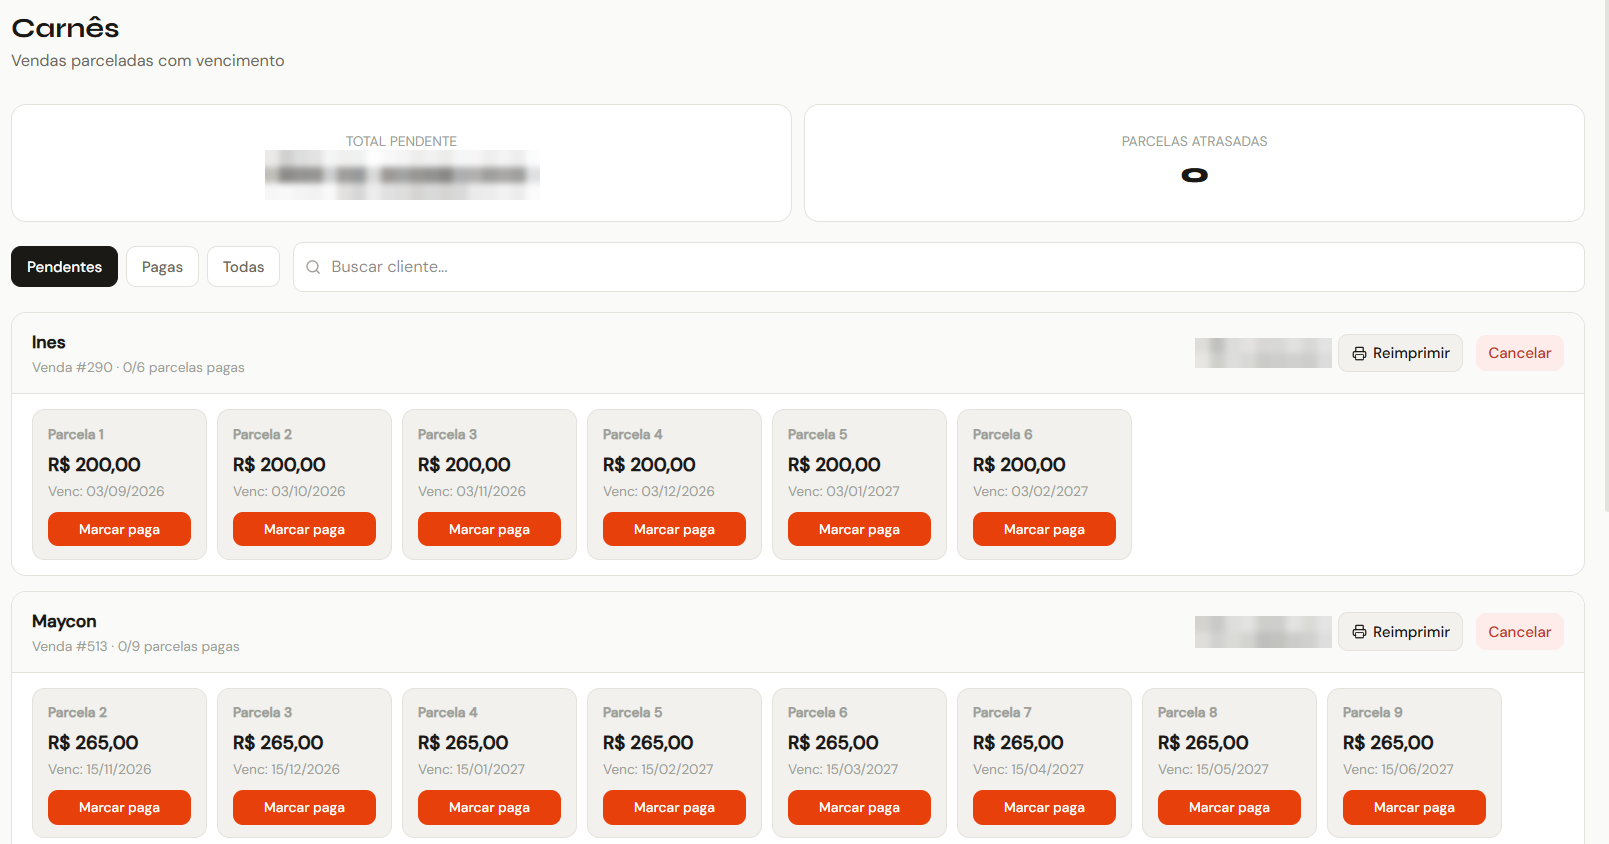 Carnês
Vendas parceladas com vencimento
TOTAL PENDENTE
PARCELAS ATRASADAS
0
Pendentes
Pagas
Todas
Buscar cliente...
Ines
Venda #290 · 0/6 parcelas pagas
Reimprimir
Cancelar
Parcela 1
R$ 200,00
Venc: 03/09/2026
Marcar paga
Parcela 2
R$ 200,00
Venc: 03/10/2026
Marcar paga
Parcela 3
R$ 200,00
Venc: 03/11/2026
Marcar paga
Parcela 4
R$ 200,00
Venc: 03/12/2026
Marcar paga
Parcela 5
R$ 200,00
Venc: 03/01/2027
Marcar paga
Parcela 6
R$ 200,00
Venc: 03/02/2027
Marcar paga
Maycon
Venda #513 · 0/9 parcelas pagas
Reimprimir
Cancelar
Parcela 2
R$ 265,00
Venc: 15/11/2026
Marcar paga
Parcela 3
R$ 265,00
Venc: 15/12/2026
Marcar paga
Parcela 4
R$ 265,00
Venc: 15/01/2027
Marcar paga
Parcela 5
R$ 265,00
Venc: 15/02/2027
Marcar paga
Parcela 6
R$ 265,00
Venc: 15/03/2027
Marcar paga
Parcela 7
R$ 265,00
Venc: 15/04/2027
Marcar paga
Parcela 8
R$ 265,00
Venc: 15/05/2027
Marcar paga
Parcela 9
R$ 265,00
Venc: 15/06/2027
Marcar paga